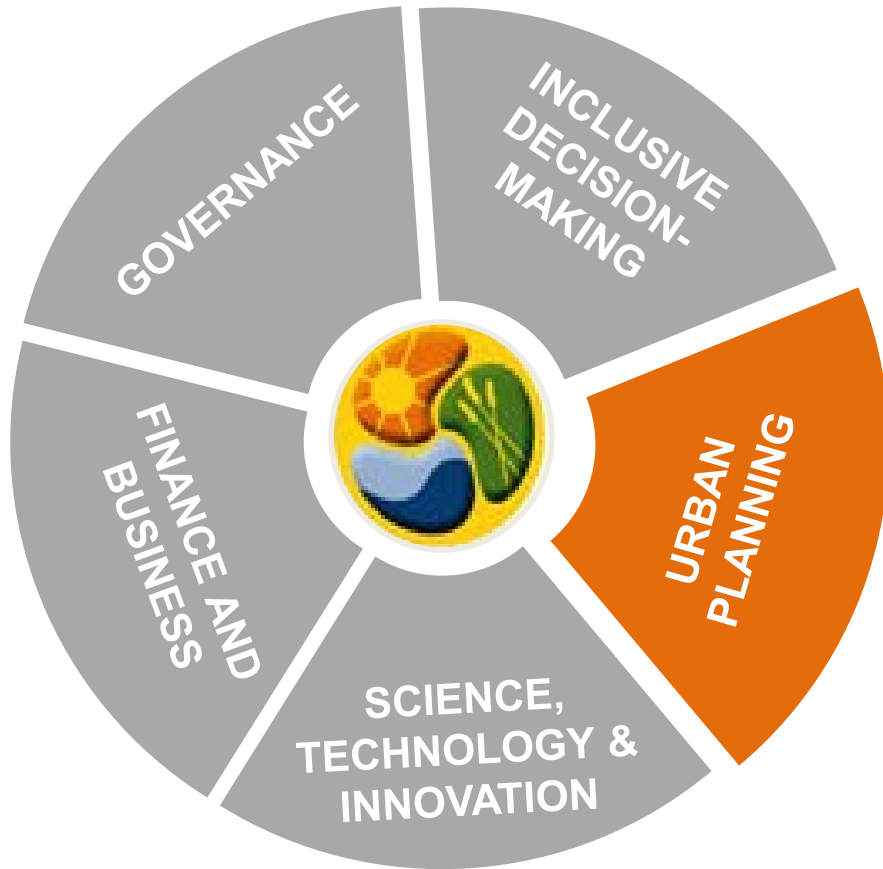 GOVERNANCE
INCLUSIVE
DECISION-
MAKING
URBAN
PLANNING
SCIENCE,
TECHNOLOGY &
INNOVATION
FINANCE AND
BUSINESS